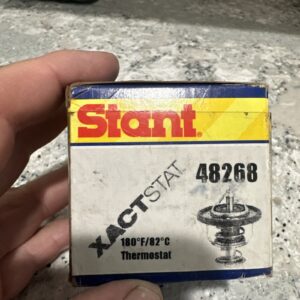 Stant®
XACTSTAT
48268
180°F/82°C
Thermostat